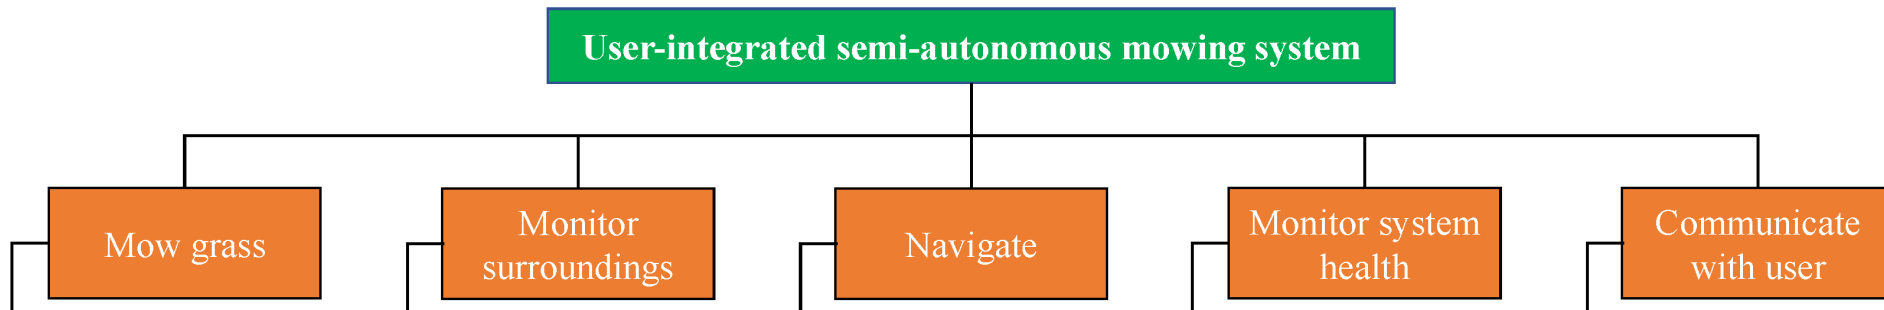 User-integrated semi-autonomous mowing system
Mow grass
Monitor
surroundings
Navigate
Monitor system
health
Communicate
with user